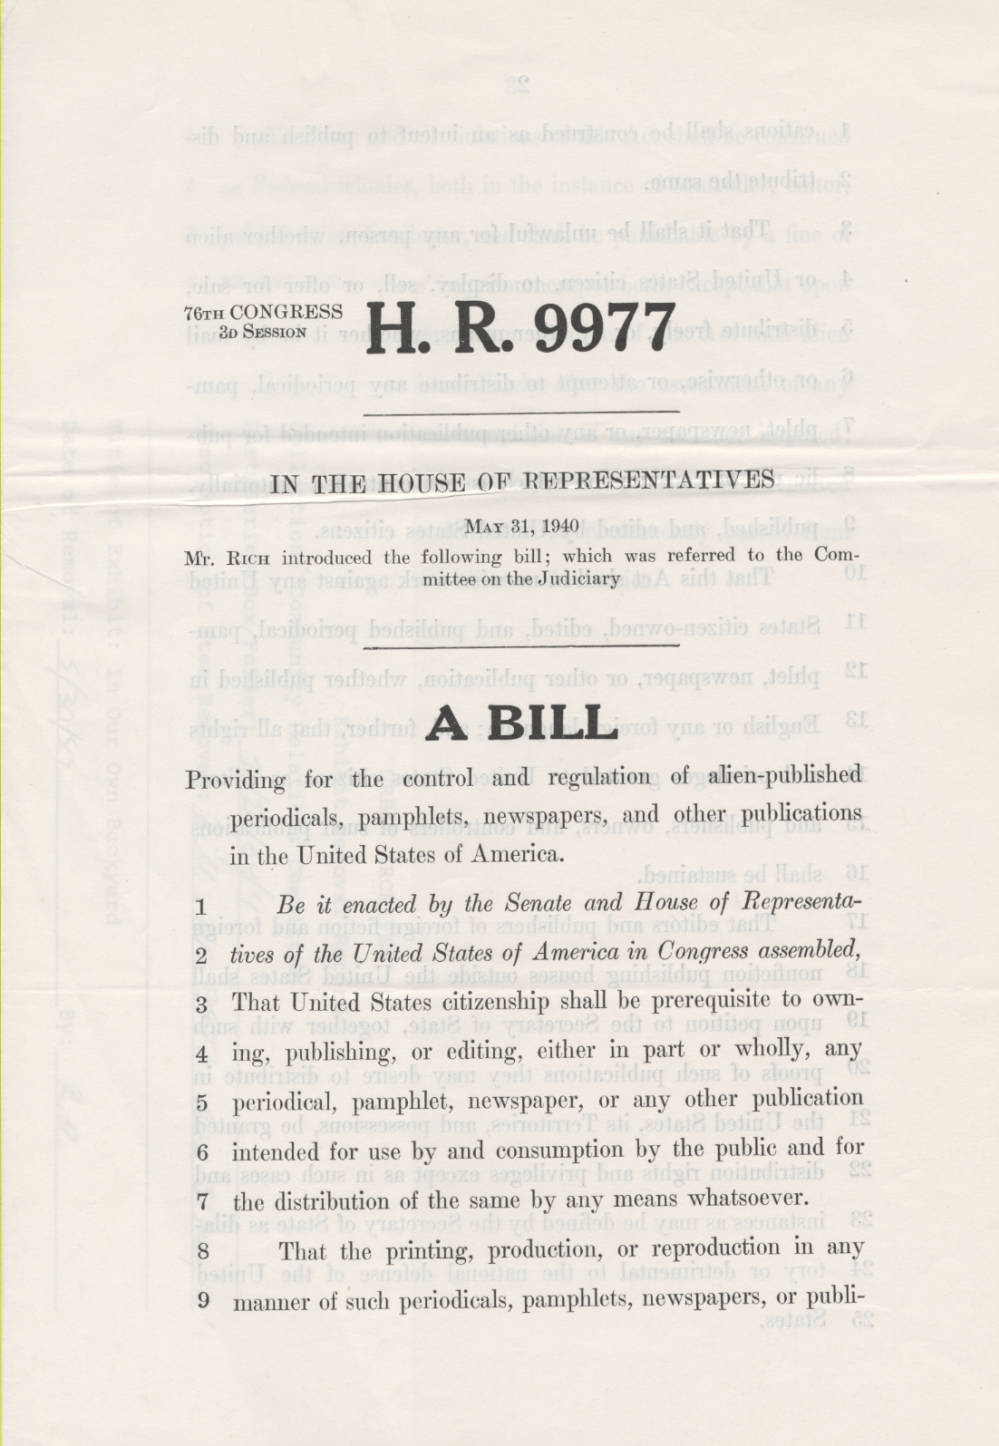 76TH CONGRESS
3D SESSION
H. R. 9977
IN THE HOUSE OF REPRESENTATIVES
MAY 31, 1940
Mr. RICH introduced the following bill; which was referred to the Com-
mittee on the Judiciary
A BILL
Providing for the control and regulation of alien-published
periodicals, pamphlets, newspapers, and other publications
in the United States of America.
1 Be it enacted by the Senate and House of Representa-
2 tives of the United States of America in Congress assembled,
3 That United States citizenship shall be prerequisite to own-
4 ing, publishing, or editing, either in part or wholly, any
5 periodical, pamphlet, newspaper, or any other publication
6 intended for use by and consumption by the public and for
7 the distribution of the same by any means whatsoever.
8 That the printing, production, or reproduction in any
9 manner of such periodicals, pamphlets, newspapers, or publi-